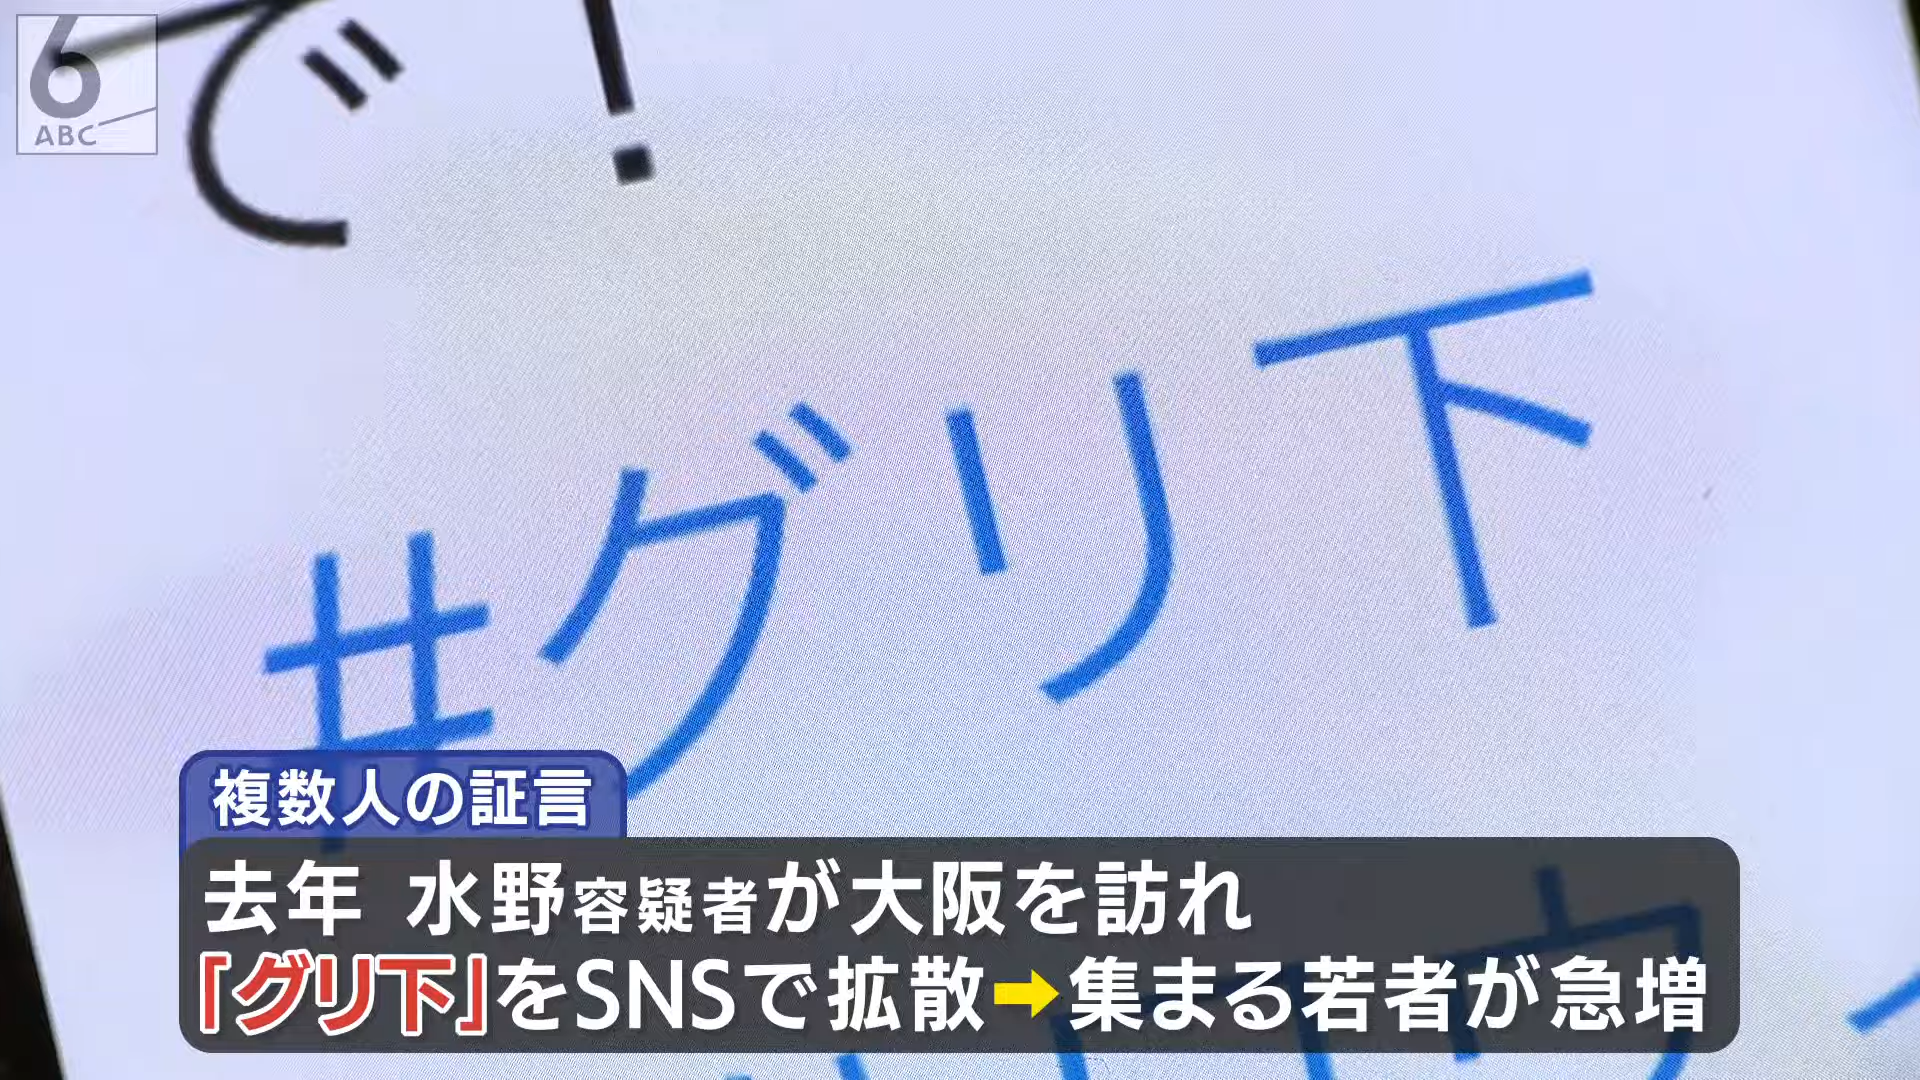 6
ABC
で!
#グリ下
複数人の証言
去年 水野容疑者が大阪を訪れ
「グリ下」をSNSで拡散➡集まる若者が急増